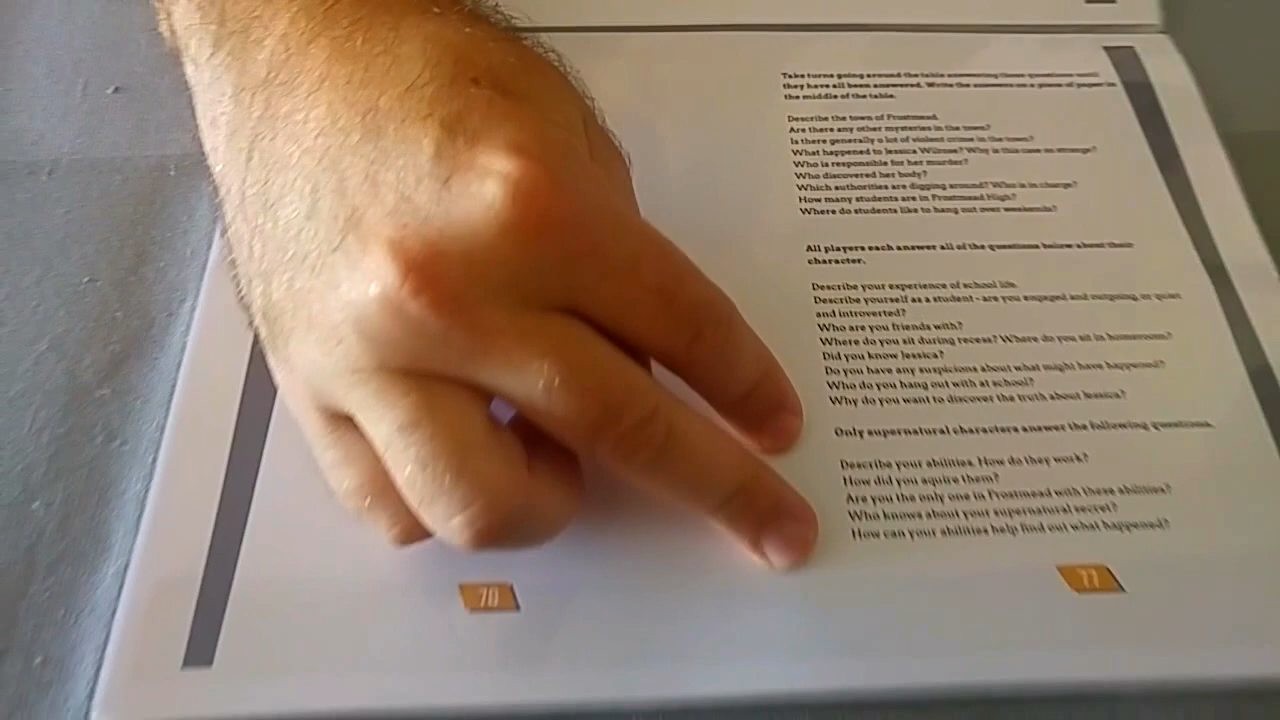 Take turns going around the table answering these questions until
they have all been answered. Write the answers on a piece of paper in
the middle of the table.
Describe the town of Frostmead.
Are there any other mysteries in the town?
Is there generally a lot of violent crime in the town?
What happened to Jessica Wilrose? Why is this case so strange?
Who is responsible for her murder?
Who discovered her body?
Which authorities are digging around? Who is in charge?
How many students are in Frostmead High?
Where do students like to hang out over weekends?
All players each answer all of the questions below about their
character.
Describe your experience of school life.
Describe yourself as a student - are you engaged and outgoing, or quiet
and introverted?
Who are you friends with?
Where do you sit during recess? Where do you sit in homeroom?
Did you know Jessica?
Do you have any suspicions about what might have happened?
Who do you hang out with at school?
Why do you want to discover the truth about Jessica?
Only supernatural characters answer the following questions.
Describe your abilities. How do they work?
How did you aquire them?
Are you the only one in Frostmead with these abilities?
Who knows about your supernatural secret?
How can your abilities help find out what happened?
70
77